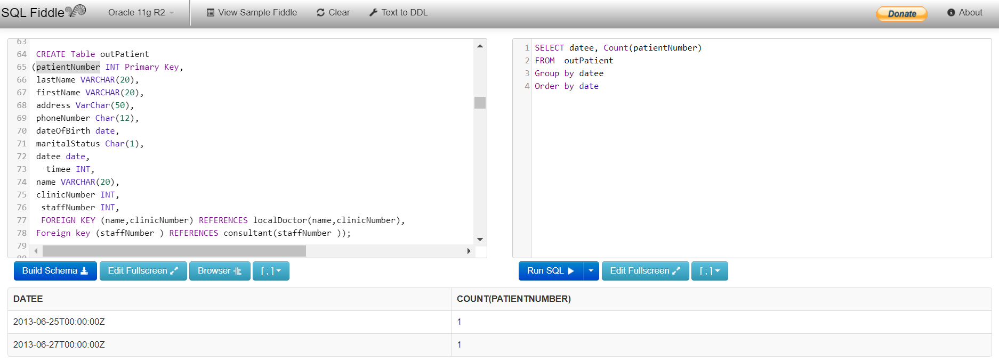 SQL Fiddle
Oracle 11g R2
View Sample Fiddle
Clear
Text to DDL
Donate
About
63
64 CREATE Table outPatient
65 (patientNumber INT Primary Key,
66 lastName VARCHAR(20),
67 firstName VARCHAR(20),
68 address VarChar(50),
69 phoneNumber Char(12),
70 dateOfBirth date,
71 maritalStatus Char(1),
72 datee date,
73 timee INT,
74 name VARCHAR(20),
75 clinicNumber INT,
76 staffNumber INT,
77 FOREIGN KEY (name,clinicNumber) REFERENCES localDoctor(name,clinicNumber),
78 Foreign key (staffNumber ) REFERENCES consultant(staffNumber ));
79
80
1 SELECT datee, Count(patientNumber)
2 FROM  outPatient
3 Group by datee
4 Order by date
Build Schema
Edit Fullscreen
Browser
[ ; ]
Run SQL
Edit Fullscreen
[ ; ]
DATEE COUNT(PATIENTNUMBER)
2013-06-25T00:00:00Z 1
2013-06-27T00:00:00Z 1